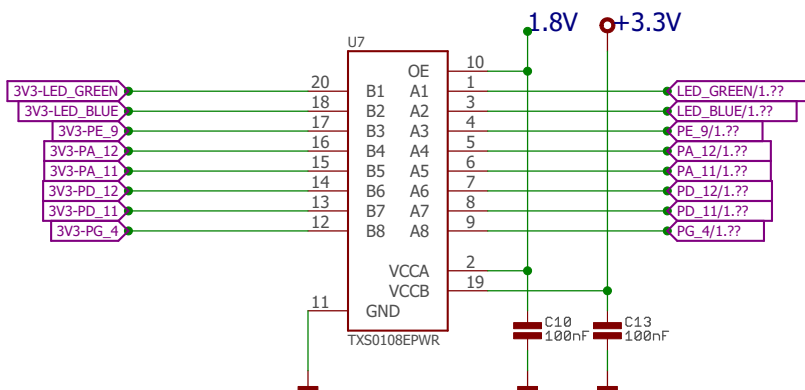 1.8V +3.3V
U7
OE 10
3V3-LED_GREEN 20 B1 A1 1 LED_GREEN/1.??
3V3-LED_BLUE 18 B2 A2 3 LED_BLUE/1.??
3V3-PE_9 17 B3 A3 4 PE_9/1.??
3V3-PA_12 16 B4 A4 5 PA_12/1.??
3V3-PA_11 15 B5 A5 6 PA_11/1.??
3V3-PD_12 14 B6 A6 7 PD_12/1.??
3V3-PD_11 13 B7 A7 8 PD_11/1.??
3V3-PG_4 12 B8 A8 9 PG_4/1.??
VCCA 2
VCCB 19
11 GND
C10 C13
100nF 100nF
TXS0108EPWR